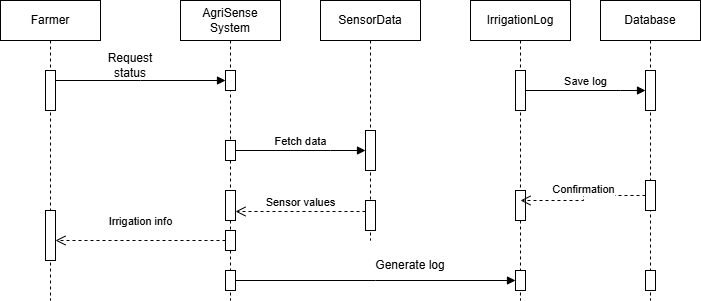 Farmer
AgriSense
System
SensorData
IrrigationLog
Database
Request
status
Save log
Fetch data
Confirmation
Sensor values
Irrigation info
Generate log